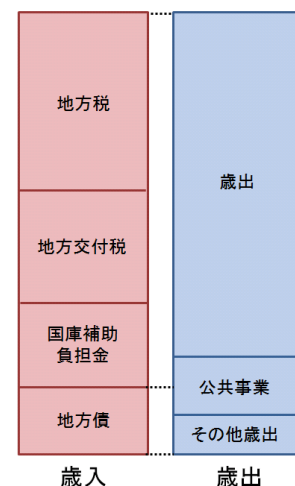 地方税
地方交付税
国庫補助
負担金
地方債
歳入
歳出
公共事業
その他歳出
歳出